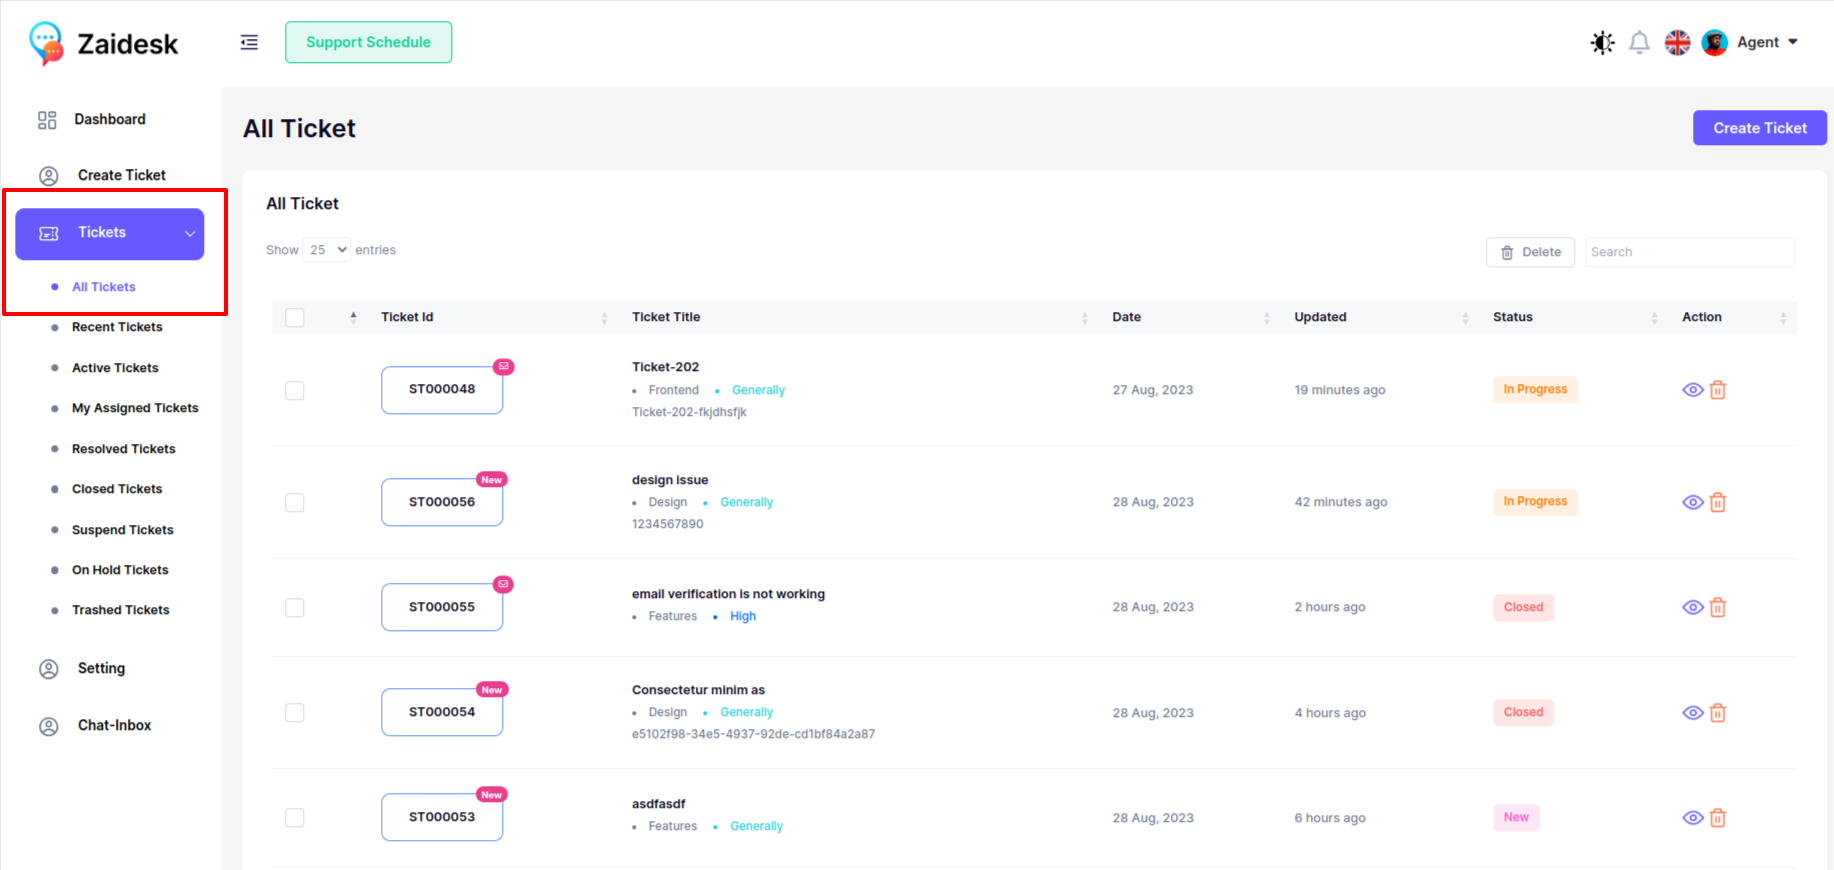 Zaidesk
Support Schedule
Agent
Dashboard
Create Ticket
Tickets
All Tickets
Recent Tickets
Active Tickets
My Assigned Tickets
Resolved Tickets
Closed Tickets
Suspend Tickets
On Hold Tickets
Trashed Tickets
Setting
Chat-Inbox
All Ticket
Create Ticket
All Ticket
Show 25 entries
Delete
Search
Ticket Id Ticket Title Date Updated Status Action
Ticket-202
ST000048 Frontend Generally 27 Aug, 2023 19 minutes ago In Progress
Ticket-202-fkjdhsfjk
New design issue
ST000056 Design Generally 28 Aug, 2023 42 minutes ago In Progress
1234567890
email verification is not working
ST000055 28 Aug, 2023 2 hours ago Closed
Features High
New Consectetur minim as
ST000054 Design Generally 28 Aug, 2023 4 hours ago Closed
e5102f98-34e5-4937-92de-cd1bf84a2a87
New asdfasdf
ST000053 28 Aug, 2023 6 hours ago New
Features Generally